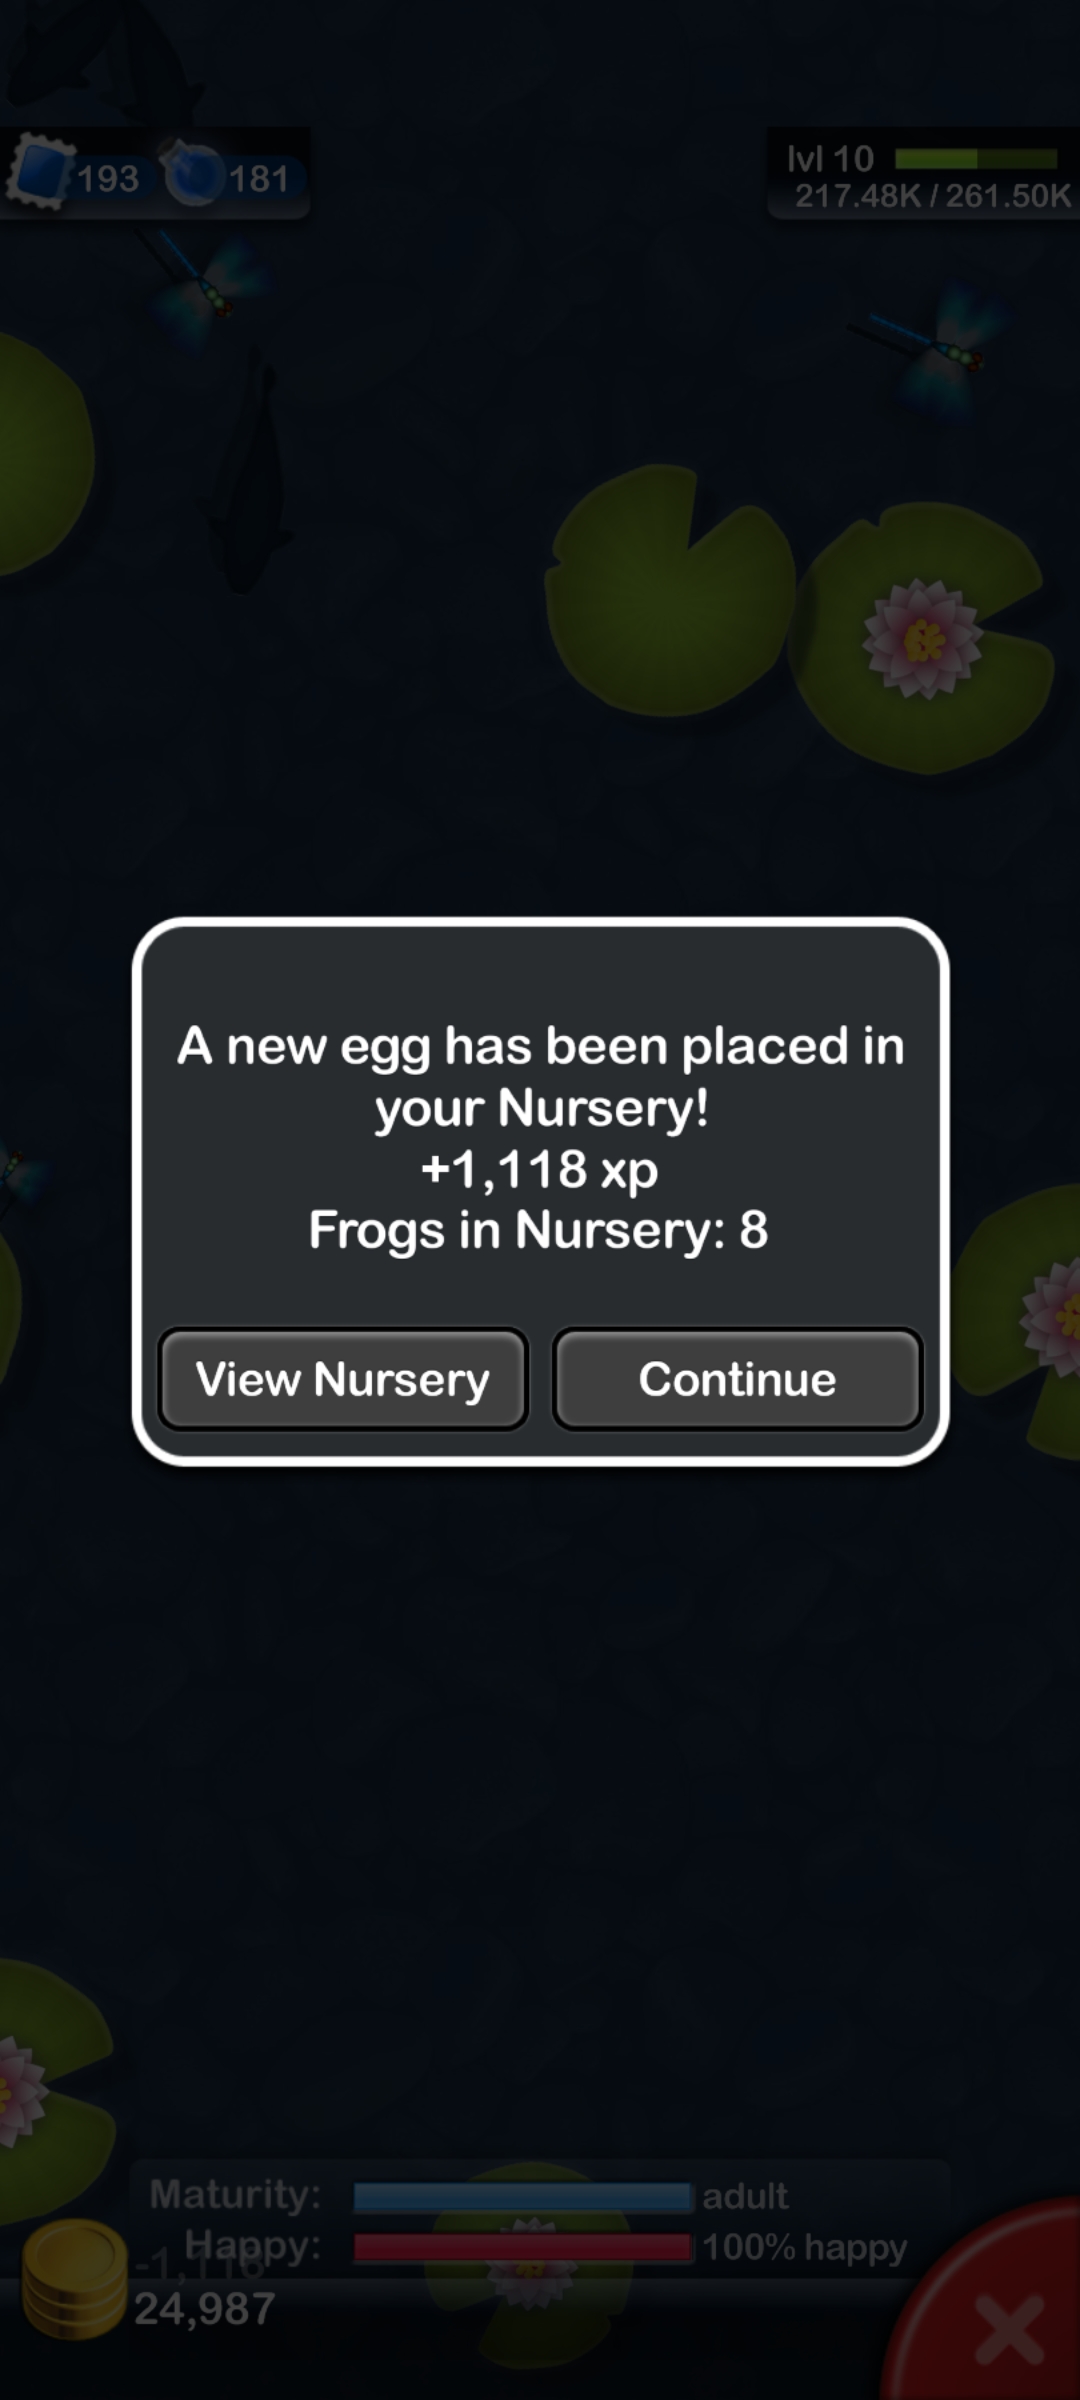 193 181
lvl 10
217.48K / 261.50K
A new egg has been placed in
your Nursery!
+1,118 xp
Frogs in Nursery: 8
View Nursery Continue
Maturity: adult
Happy: 100% happy
24,987